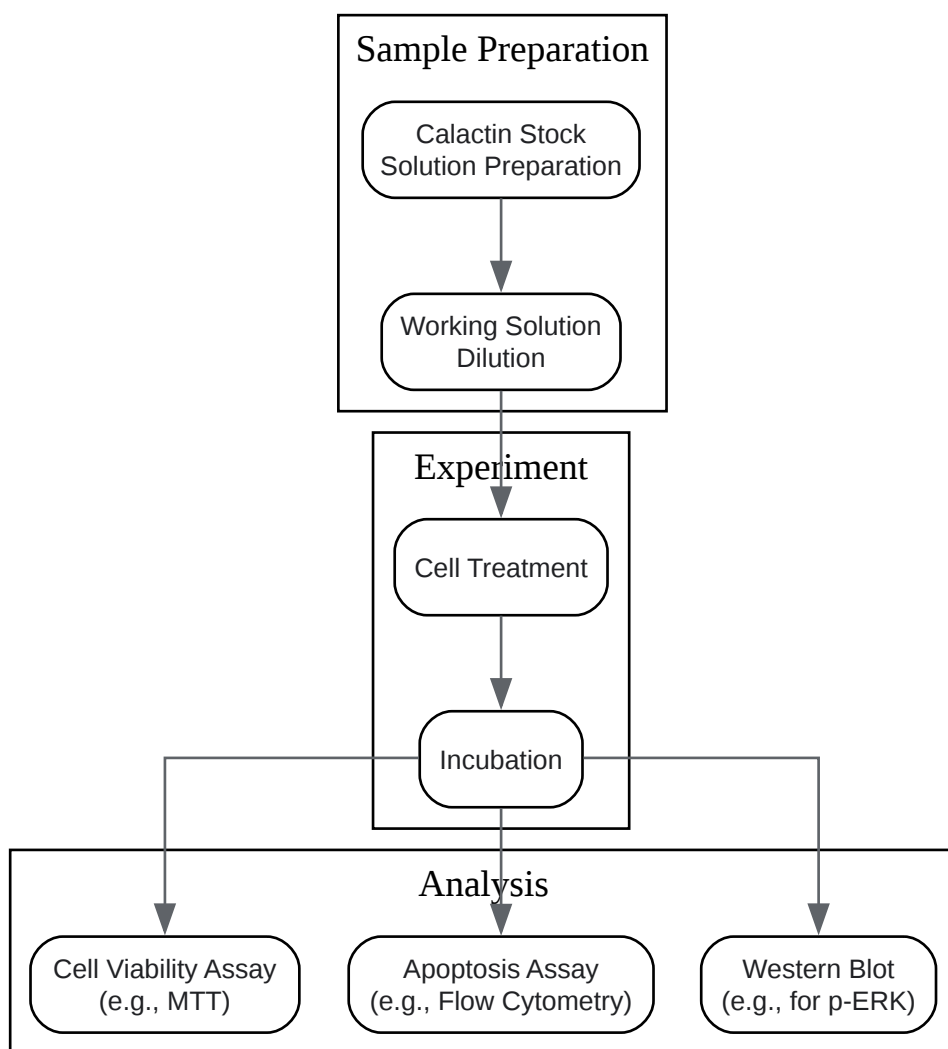 Sample Preparation
Calactin Stock
Solution Preparation
Working Solution
Dilution
Experiment
Cell Treatment
Incubation
Analysis
Cell Viability Assay
(e.g., MTT)
Apoptosis Assay
(e.g., Flow Cytometry)
Western Blot
(e.g., for p-ERK)